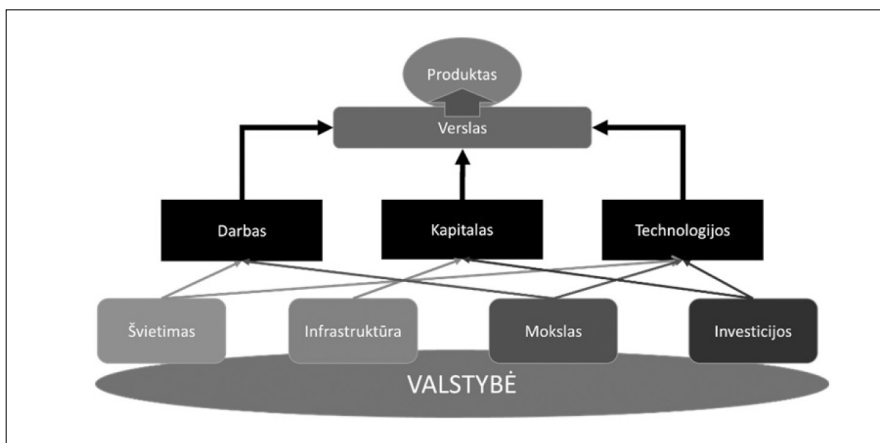 Produktas
Verslas
Darbas
Kapitalas
Technologijos
Švietimas
Infrastruktūra
Mokslas
Investicijos
VALSTYBĖ